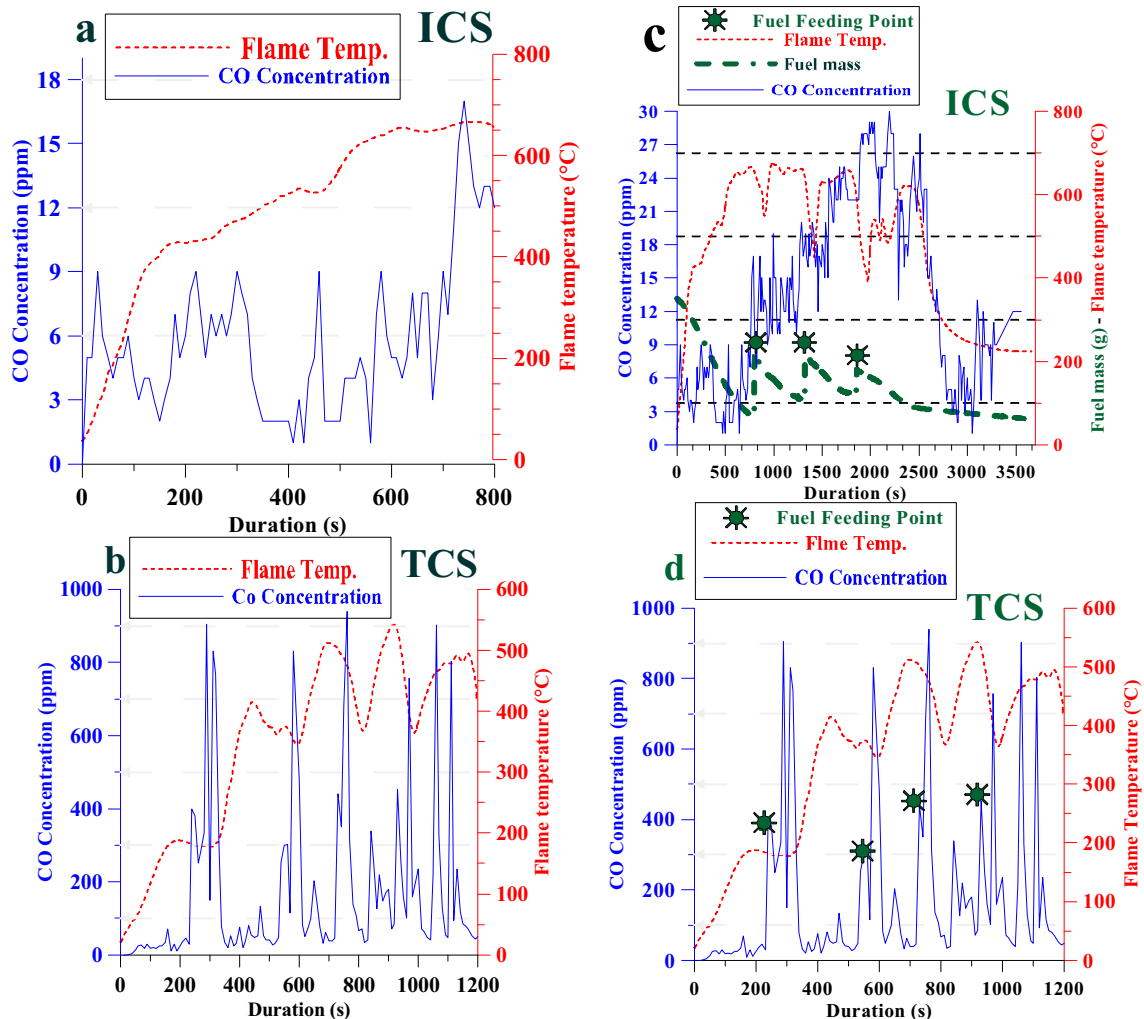 a
ICS
Flame Temp.
CO Concentration
18
15
12
9
6
3
0
CO Concentration (ppm)
800
600
400
200
0
Flame temperature (°C)
0
200
400
600
800
Duration (s)
c
ICS
Fuel Feeding Point
Flame Temp.
Fuel mass
CO Concentration
30
27
24
21
18
15
12
9
6
3
0
CO Concentration (ppm)
800
700
600
500
400
300
200
100
0
Fuel mass (g) - Flame temperature (°C)
0
500
1000
1500
2000
2500
3000
3500
Duration (s)
b
TCS
Flame Temp.
Co Concentration
1000
800
600
400
200
0
CO Concentration (ppm)
600
500
400
300
200
100
0
Flame temperature (°C)
0
200
400
600
800
1000
1200
Duration (s)
d
TCS
Fuel Feeding Point
Flme Temp.
CO Concentration
1000
800
600
400
200
0
CO Concentration (ppm)
600
500
400
300
200
100
0
Flame Temperature (°C)
0
200
400
600
800
1000
1200
Duration (s)